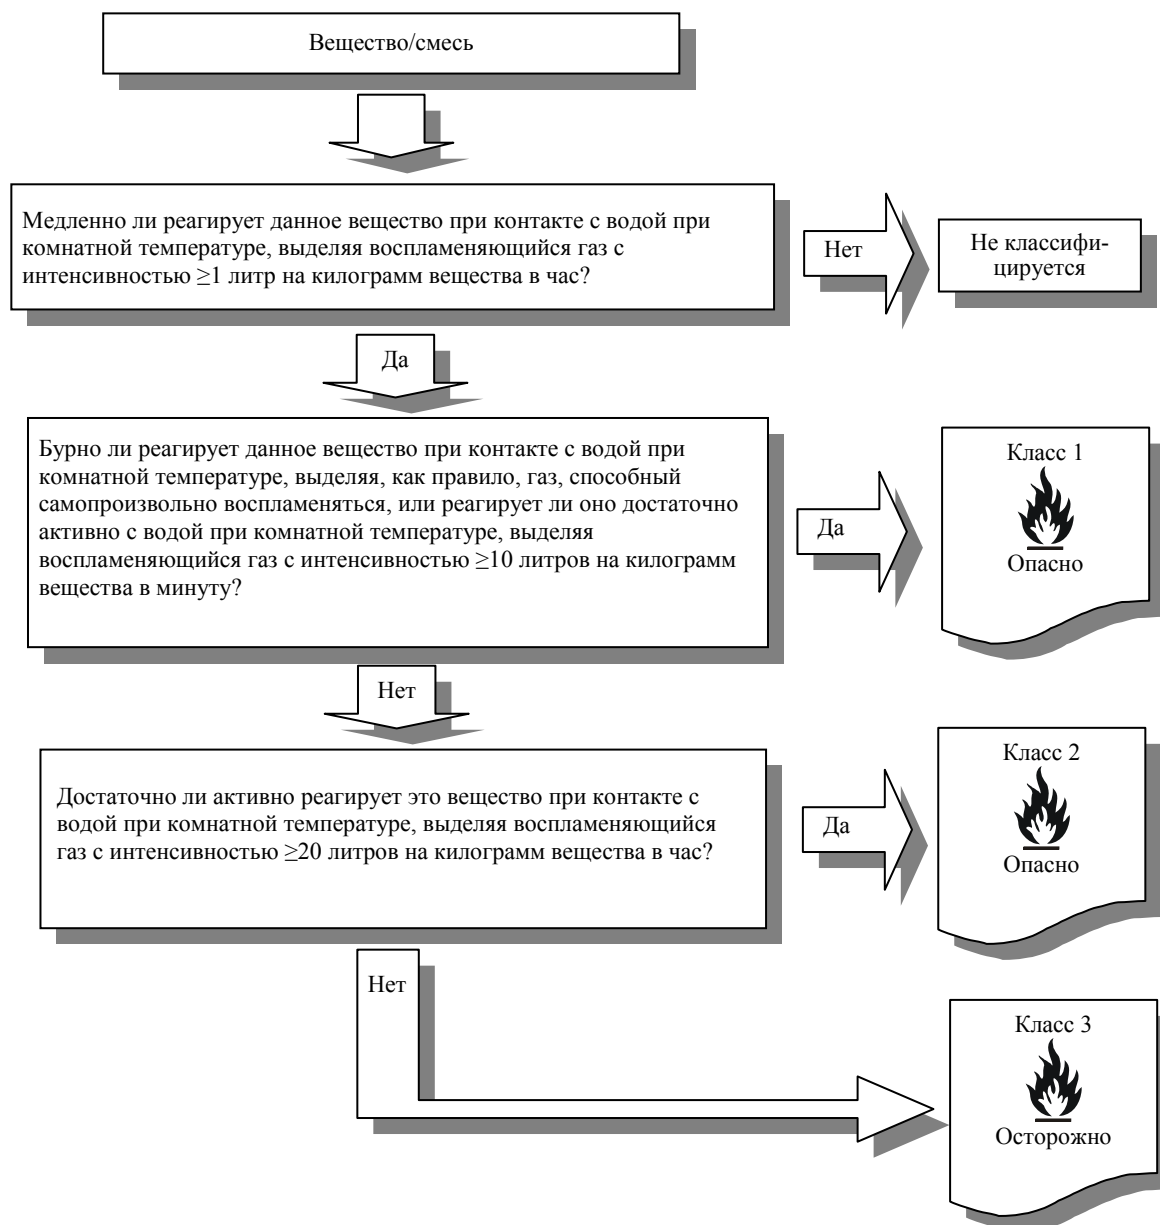 Вещество/смесь
Медленно ли реагирует данное вещество при контакте с водой при
комнатной температуре, выделяя воспламеняющийся газ с
интенсивностью ≥1 литр на килограмм вещества в час?
Нет
Не классифи-
цируется
Да
Бурно ли реагирует данное вещество при контакте с водой при
комнатной температуре, выделяя, как правило, газ, способный
самопроизвольно воспламеняться, или реагирует ли оно достаточно
активно с водой при комнатной температуре, выделяя
воспламеняющийся газ с интенсивностью ≥10 литров на килограмм
вещества в минуту?
Да
Класс 1
Опасно
Нет
Достаточно ли активно реагирует это вещество при контакте с
водой при комнатной температуре, выделяя воспламеняющийся
газ с интенсивностью ≥20 литров на килограмм вещества в час?
Да
Класс 2
Опасно
Нет
Класс 3
Осторожно